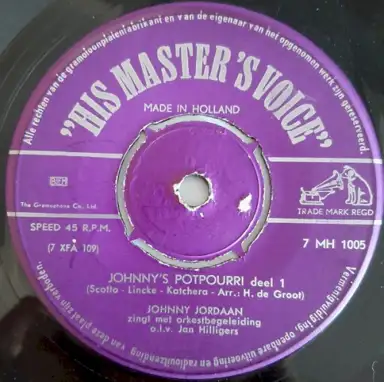 Alle rechten van de gramofoonplatenfabrikant en van de eigenaar van het opgenomen werk zijn gereserveerd.
"HIS MASTER'S VOICE"
MADE IN HOLLAND
The Gramophone Co., Ltd.
TRADE MARK REGD
SPEED 45 R.P.M.
7 MH 1005
(7 XFA 109)
JOHNNY'S POTPOURRI deel 1
(Scotto - Lincke - Katchera - Arr.: H. de Groot)
JOHNNY JORDAAN
zingt met orkestbegeleiding
o.l.v. Jan Hilligers
Vermenigvuldiging, openbare uitvoering en radiouitzending van deze plaat zijn verboden.